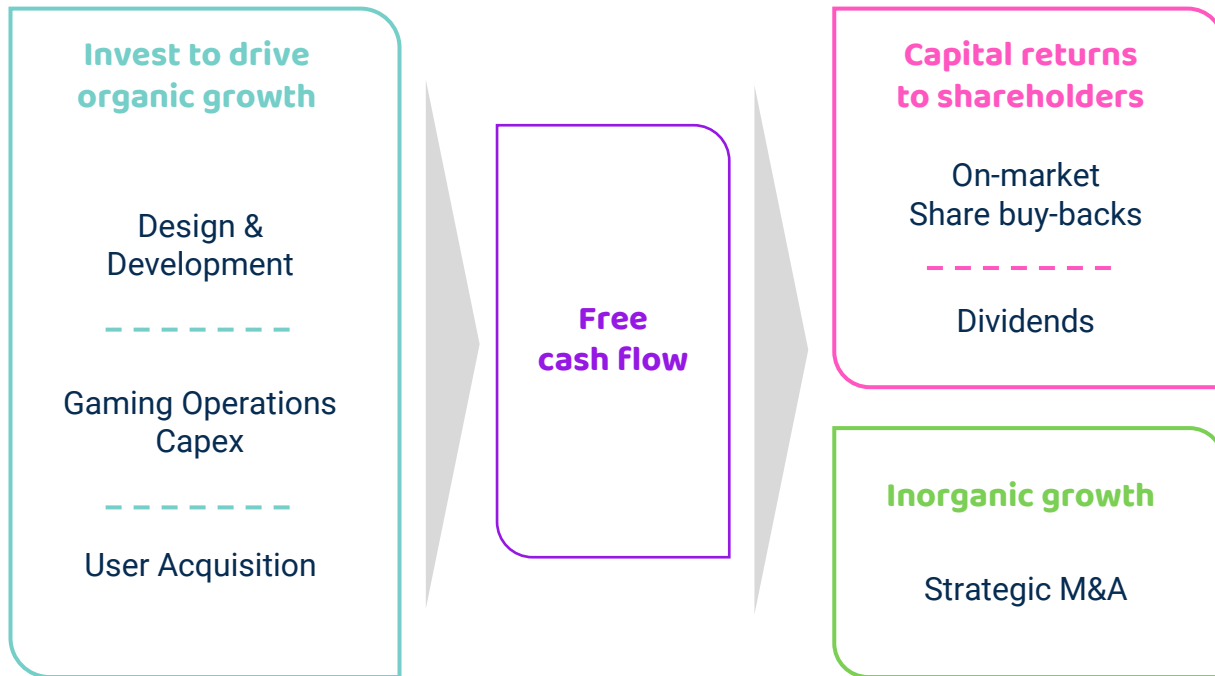 Invest to drive
organic growth
Design &
Development
Gaming Operations
Capex
User Acquisition
Free
cash flow
Capital returns
to shareholders
On-market
Share buy-backs
Dividends
Inorganic growth
Strategic M&A